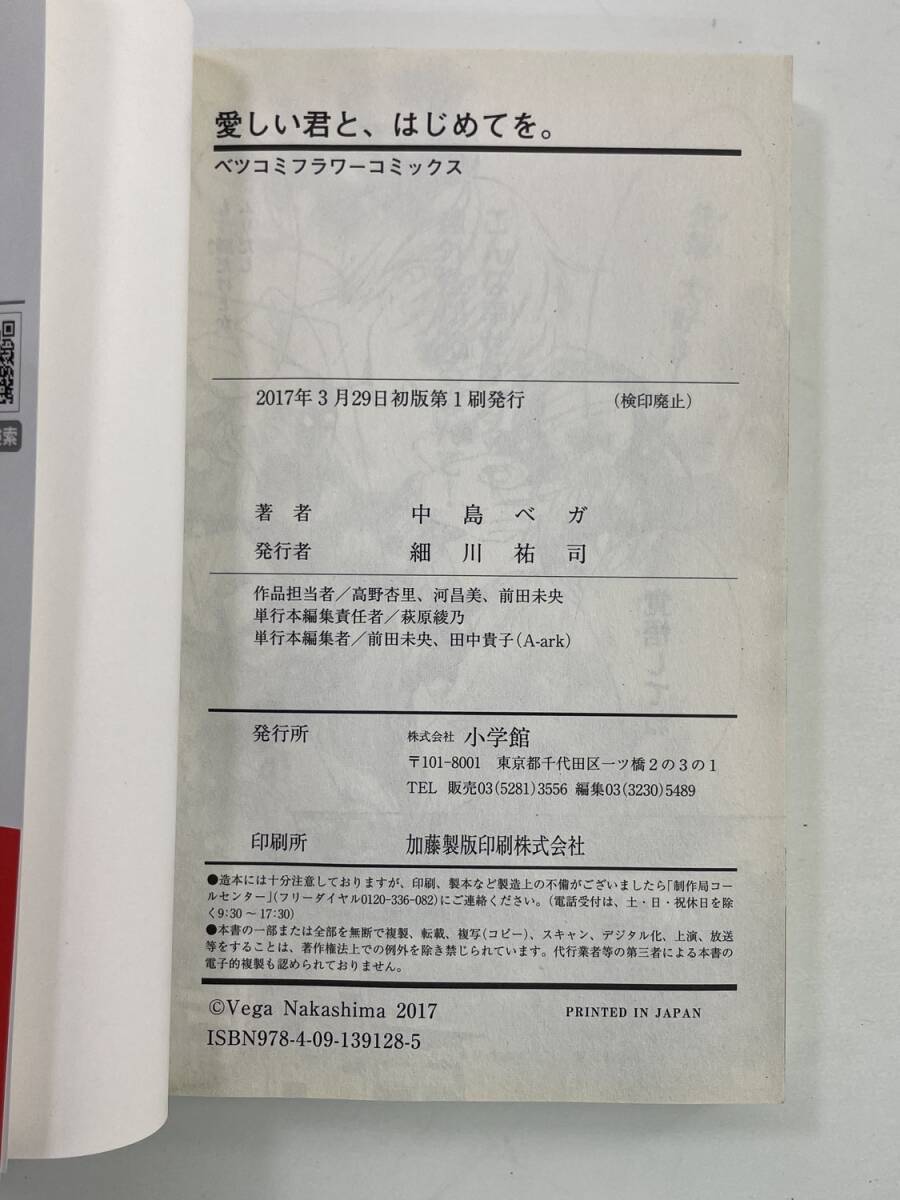 愛しい君と、はじめてを。
ベツコミフラワーコミックス
2017年3月29日初版第1刷発行　（検印廃止）
著　者　中　島　ベ　ガ
発行者　細　川　祐　司
作品担当者／高野杏里、河昌美、前田未央
単行本編集責任者／萩原綾乃
単行本編集者／前田未央、田中貴子（A-ark）
発行所　株式会社 小学館
〒101-8001　東京都千代田区一ツ橋２の３の１
TEL　販売03(5281)3556　編集03(3230)5489
印刷所　加藤製版印刷株式会社
●造本には十分注意しておりますが、印刷、製本など製造上の不備がございましたら「制作局コー
ルセンター」（フリーダイヤル0120-336-082）にご連絡ください。（電話受付は、土・日・祝休日を除
く9:30～17:30）
●本書の一部または全部を無断で複製、転載、複写（コピー）、スキャン、デジタル化、上演、放送
等をすることは、著作権法上での例外を除き禁じられています。代行業者等の第三者による本書の
電子的複製も認められておりません。
©Vega Nakashima 2017　PRINTED IN JAPAN
ISBN978-4-09-139128-5
索